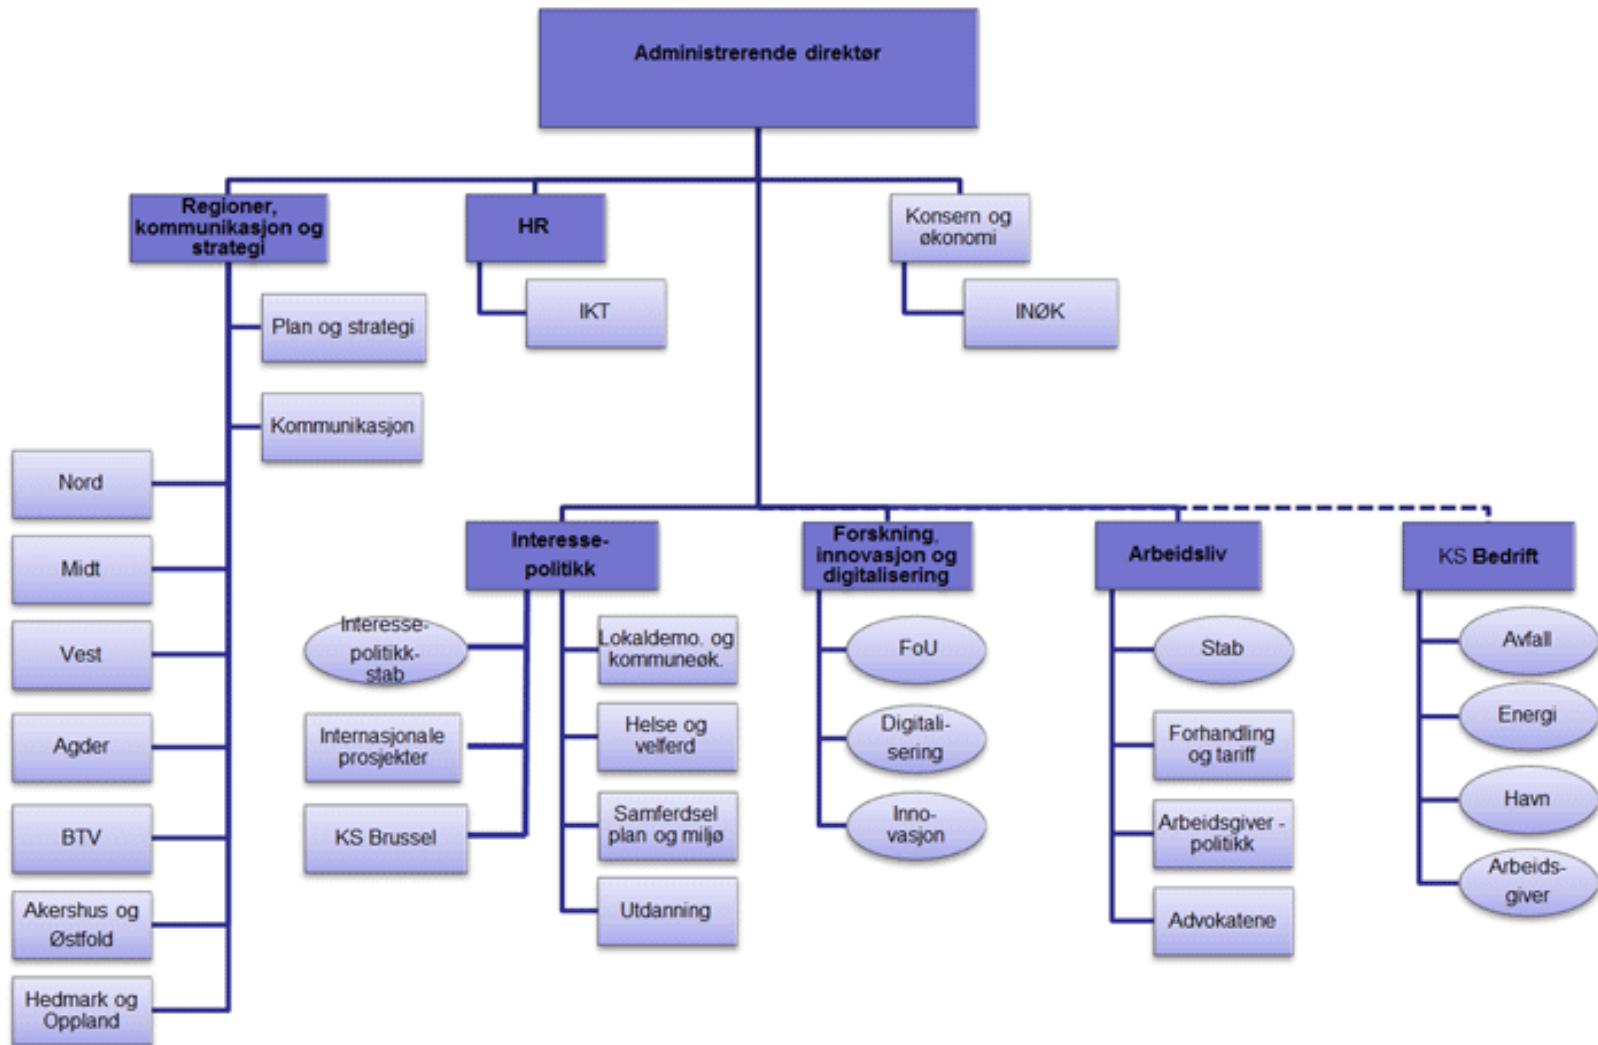 Administrerende direktør
Regioner,
kommunikasjon og
strategi
HR
Konsern og
økonomi
Plan og strategi
IKT
INØK
Kommunikasjon
Nord
Midt
Vest
Agder
BTV
Akershus og
Østfold
Hedmark og
Oppland
Interesse-
politikk
Interesse-
politikk-
stab
Internasjonale
prosjekter
KS Brussel
Lokaldemo. og
kommuneøk.
Helse og
velferd
Samferdsel
plan og miljø
Utdanning
Forskning,
innovasjon og
digitalisering
FoU
Digitali-
sering
Inno-
vasjon
Arbeidsliv
Stab
Forhandling
og tariff
Arbeidsgiver -
politikk
Advokatene
KS Bedrift
Avfall
Energi
Havn
Arbeids-
giver